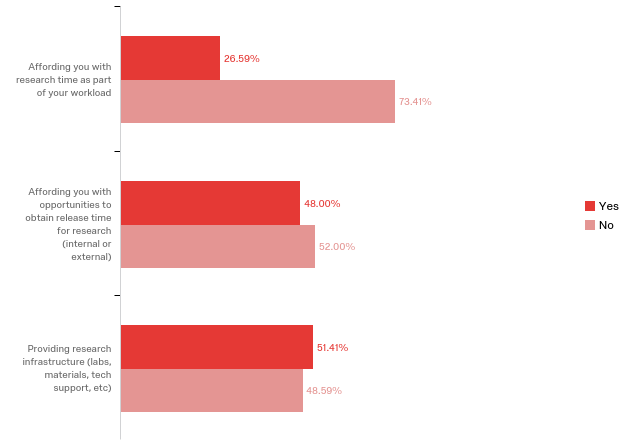 Affording you with
research time as part
of your workload
26.59%
73.41%
Affording you with
opportunities to
obtain release time
for research
(internal or
external)
48.00%
52.00%
Providing research
infrastructure (labs,
materials, tech
support, etc)
51.41%
48.59%
Yes
No